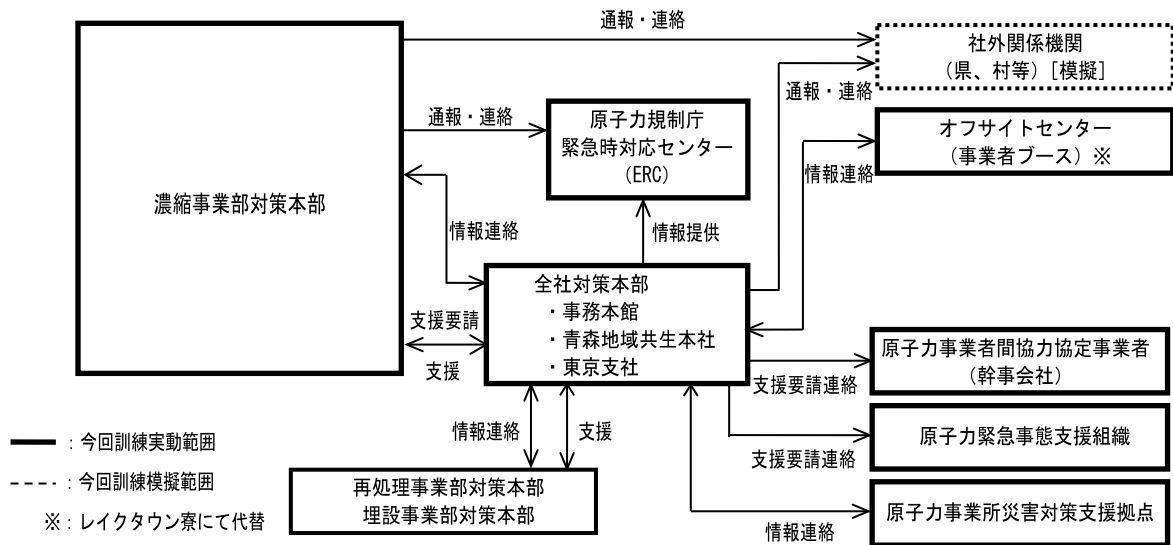 通報・連絡
社外関係機関
（県、村等）［模擬］
通報・連絡
通報・連絡
原子力規制庁
緊急時対応センター
(ERC)
オフサイトセンター
（事業者ブース）※
情報連絡
濃縮事業部対策本部
情報連絡
情報提供
全社対策本部
・事務本館
・青森地域共生本社
・東京支社
支援要請
支援
原子力事業者間協力協定事業者
（幹事会社）
支援要請連絡
情報連絡
支援
原子力緊急事態支援組織
支援要請連絡
再処理事業部対策本部
埋設事業部対策本部
原子力事業所災害対策支援拠点
情報連絡
：今回訓練実動範囲
：今回訓練模擬範囲
※：レイクタウン寮にて代替